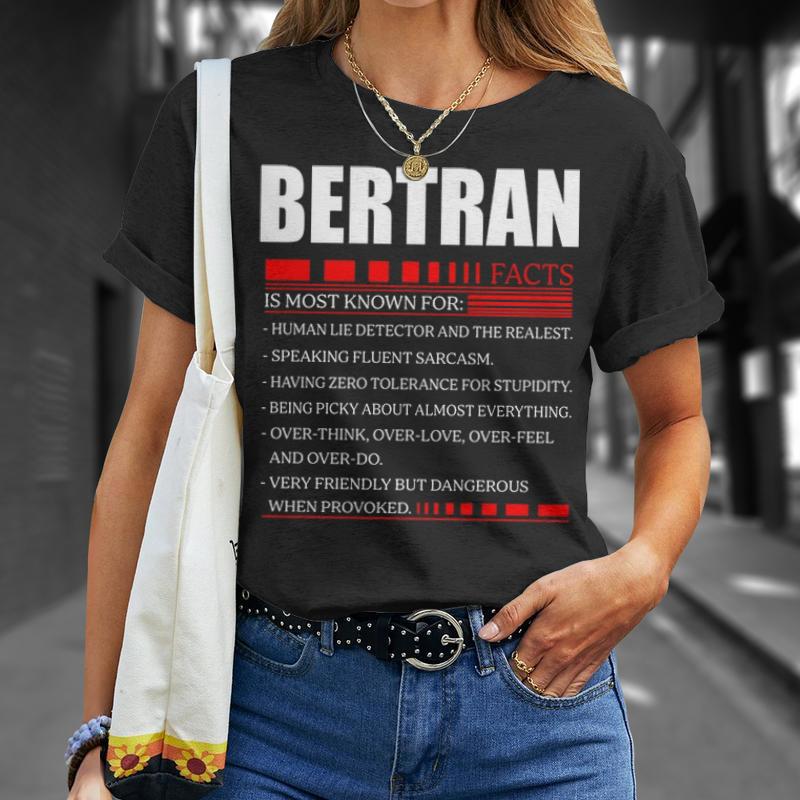 BERTRAN
FACTS
IS MOST KNOWN FOR:
- HUMAN LIE DETECTOR AND THE REALEST.
- SPEAKING FLUENT SARCASM.
- HAVING ZERO TOLERANCE FOR STUPIDITY.
- BEING PICKY ABOUT ALMOST EVERYTHING.
- OVER-THINK, OVER-LOVE, OVER-FEEL
AND OVER-DO.
- VERY FRIENDLY BUT DANGEROUS
WHEN PROVOKED.